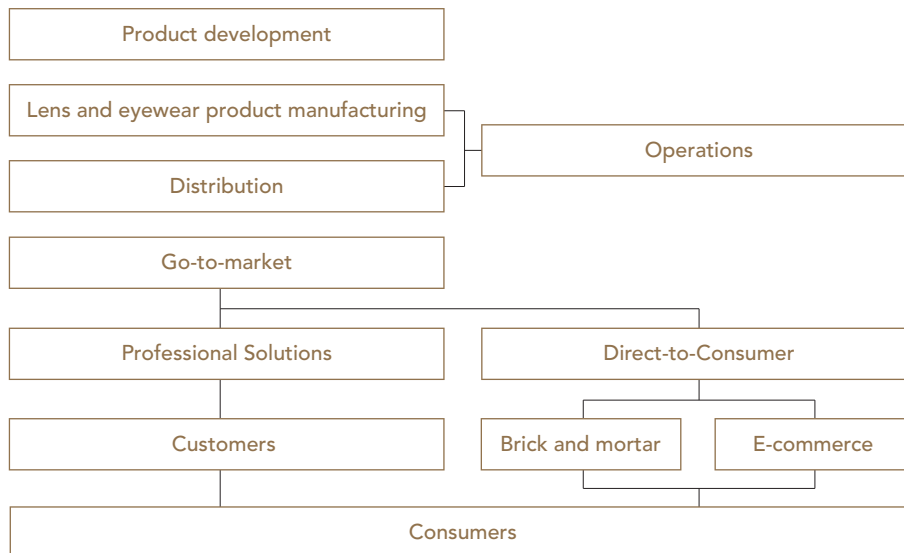 Product development
Lens and eyewear product manufacturing
Operations
Distribution
Go-to-market
Professional Solutions
Direct-to-Consumer
Customers
Brick and mortar
E-commerce
Consumers